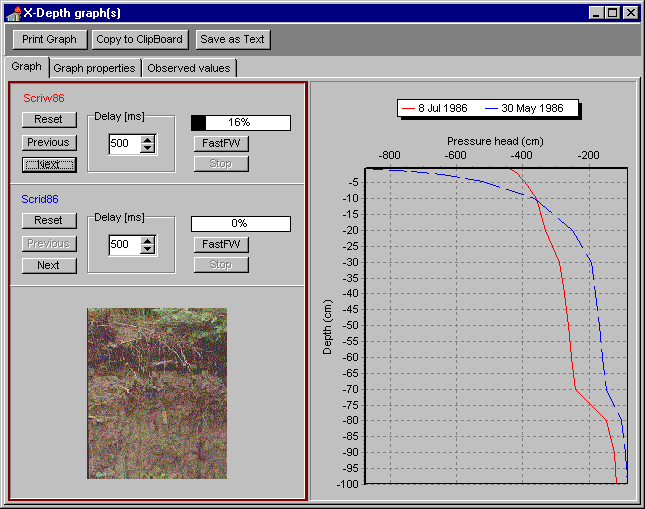 X-Depth graph(s)
Print Graph Copy to ClipBoard Save as Text
Graph Graph properties Observed values
Scriw86
Reset
Previous
Next
Delay [ms]
500
16%
FastFW
Stop
Scrid86
Reset
Previous
Next
Delay [ms]
500
0%
FastFW
Stop
8 Jul 1986 30 May 1986
Pressure head (cm)
-800 -600 -400 -200
Depth (cm)
-5
-10
-15
-20
-25
-30
-35
-40
-45
-50
-55
-60
-65
-70
-75
-80
-85
-90
-95
-100